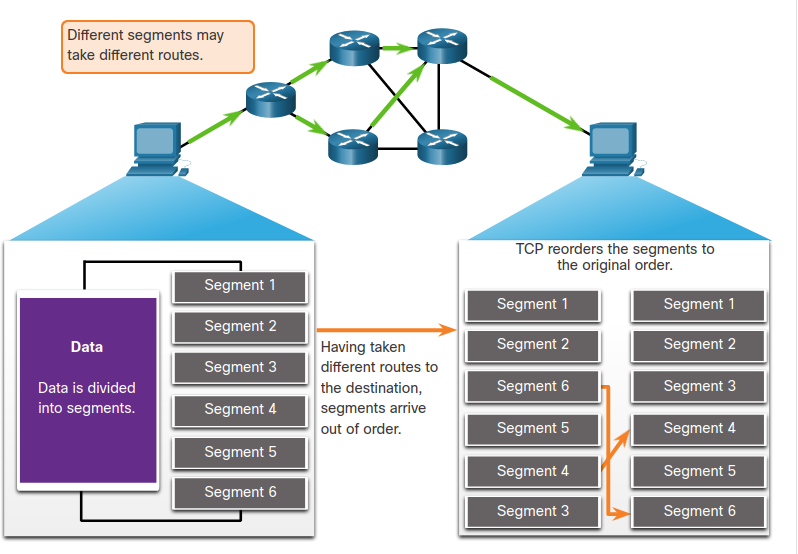 Different segments may
take different routes.
Data
Data is divided
into segments.
Segment 1
Segment 2
Segment 3
Segment 4
Segment 5
Segment 6
Having taken
different routes to
the destination,
segments arrive
out of order.
TCP reorders the segments to
the original order.
Segment 1
Segment 2
Segment 6
Segment 5
Segment 4
Segment 3
Segment 1
Segment 2
Segment 3
Segment 4
Segment 5
Segment 6